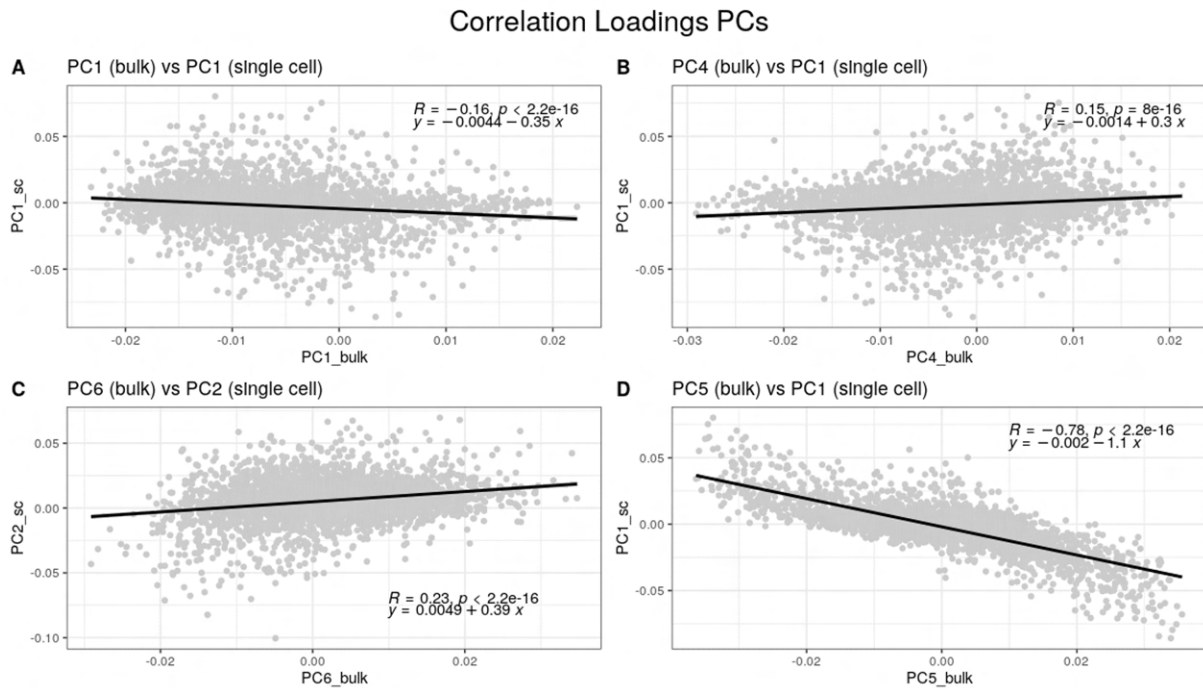 Correlation Loadings PCs
A PC1 (bulk) vs PC1 (single cell)
R = −0.16, p < 2.2e-16
y = −0.0044 − 0.35 x
0.05
0.00
-0.05
PC1_sc
-0.02 -0.01 0.00 0.01 0.02
PC1_bulk
B PC4 (bulk) vs PC1 (single cell)
R = 0.15, p = 8e-16
y = −0.0014 + 0.3 x
0.05
0.00
-0.05
PC1_sc
-0.03 -0.02 -0.01 0.00 0.01 0.02
PC4_bulk
C PC6 (bulk) vs PC2 (single cell)
0.05
0.00
-0.05
-0.10
PC2_sc
R = 0.23, p < 2.2e-16
y = 0.0049 + 0.39 x
-0.02 0.00 0.02
PC6_bulk
D PC5 (bulk) vs PC1 (single cell)
R = −0.78, p < 2.2e-16
y = −0.002 − 1.1 x
0.05
0.00
-0.05
PC1_sc
-0.02 0.00 0.02
PC5_bulk